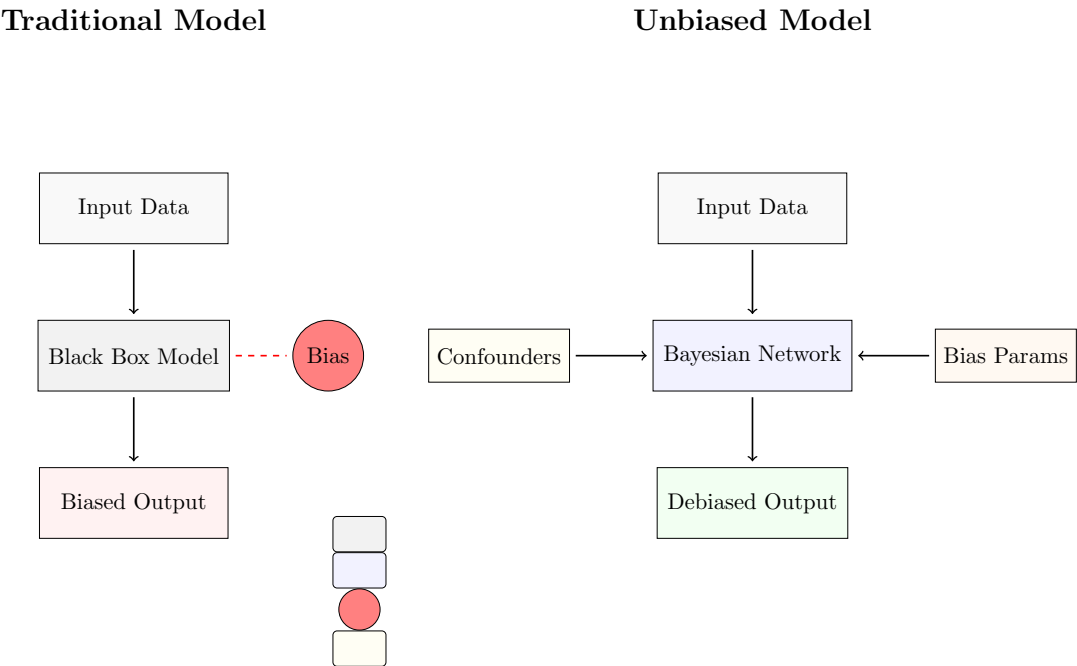 Traditional Model
Unbiased Model
Input Data
Input Data
Black Box Model
Bias
Confounders
Bayesian Network
Bias Params
Biased Output
Debiased Output